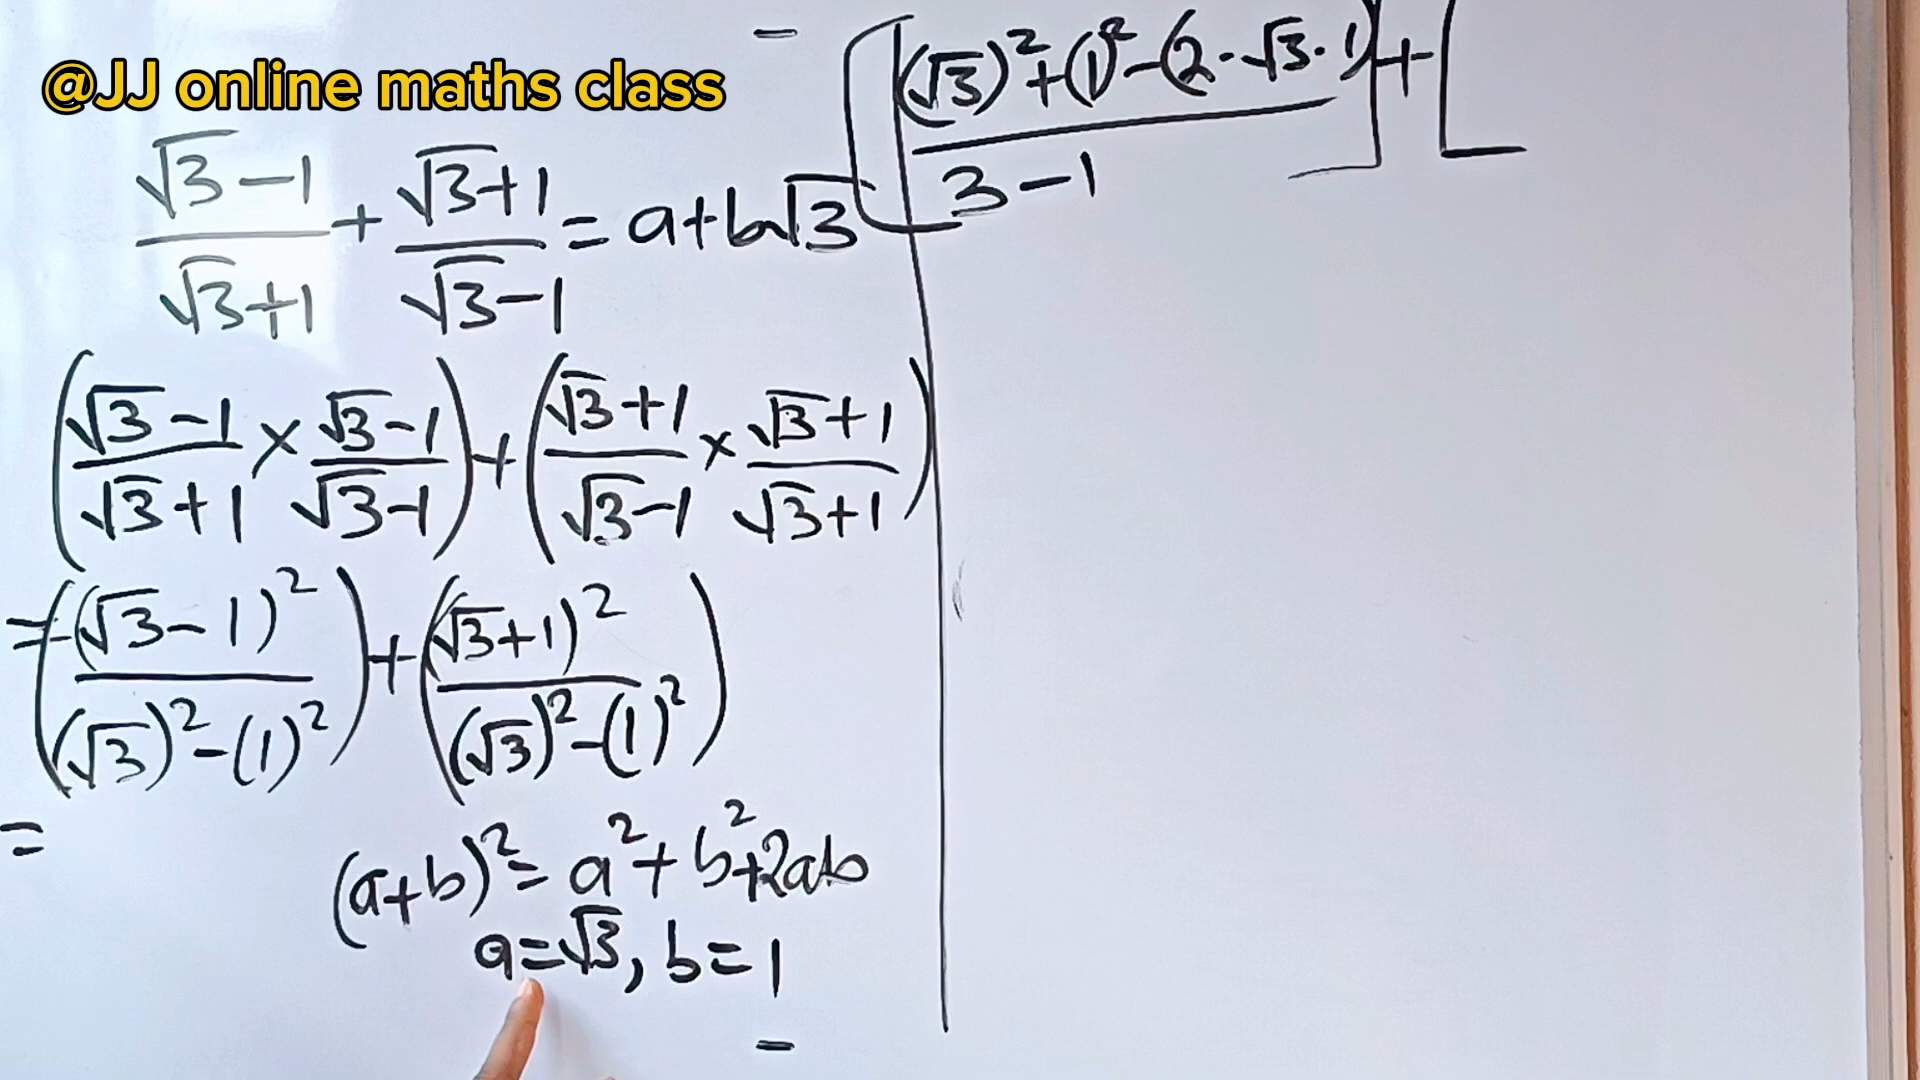 @JJ online maths class
(√3-1)/(√3+1) + (√3+1)/(√3-1) = a+b√3
((√3-1)/(√3+1) × (√3-1)/(√3-1)) + ((√3+1)/(√3-1) × (√3+1)/(√3+1))
= ((√3-1)²/((√3)²-(1)²)) + ((√3+1)²/((√3)²-(1)²))
=
(a+b)² = a²+b²+2ab
a=√3, b=1
-
-
[((√3)²+(1)²-(2·√3·1))/(3-1)] + [